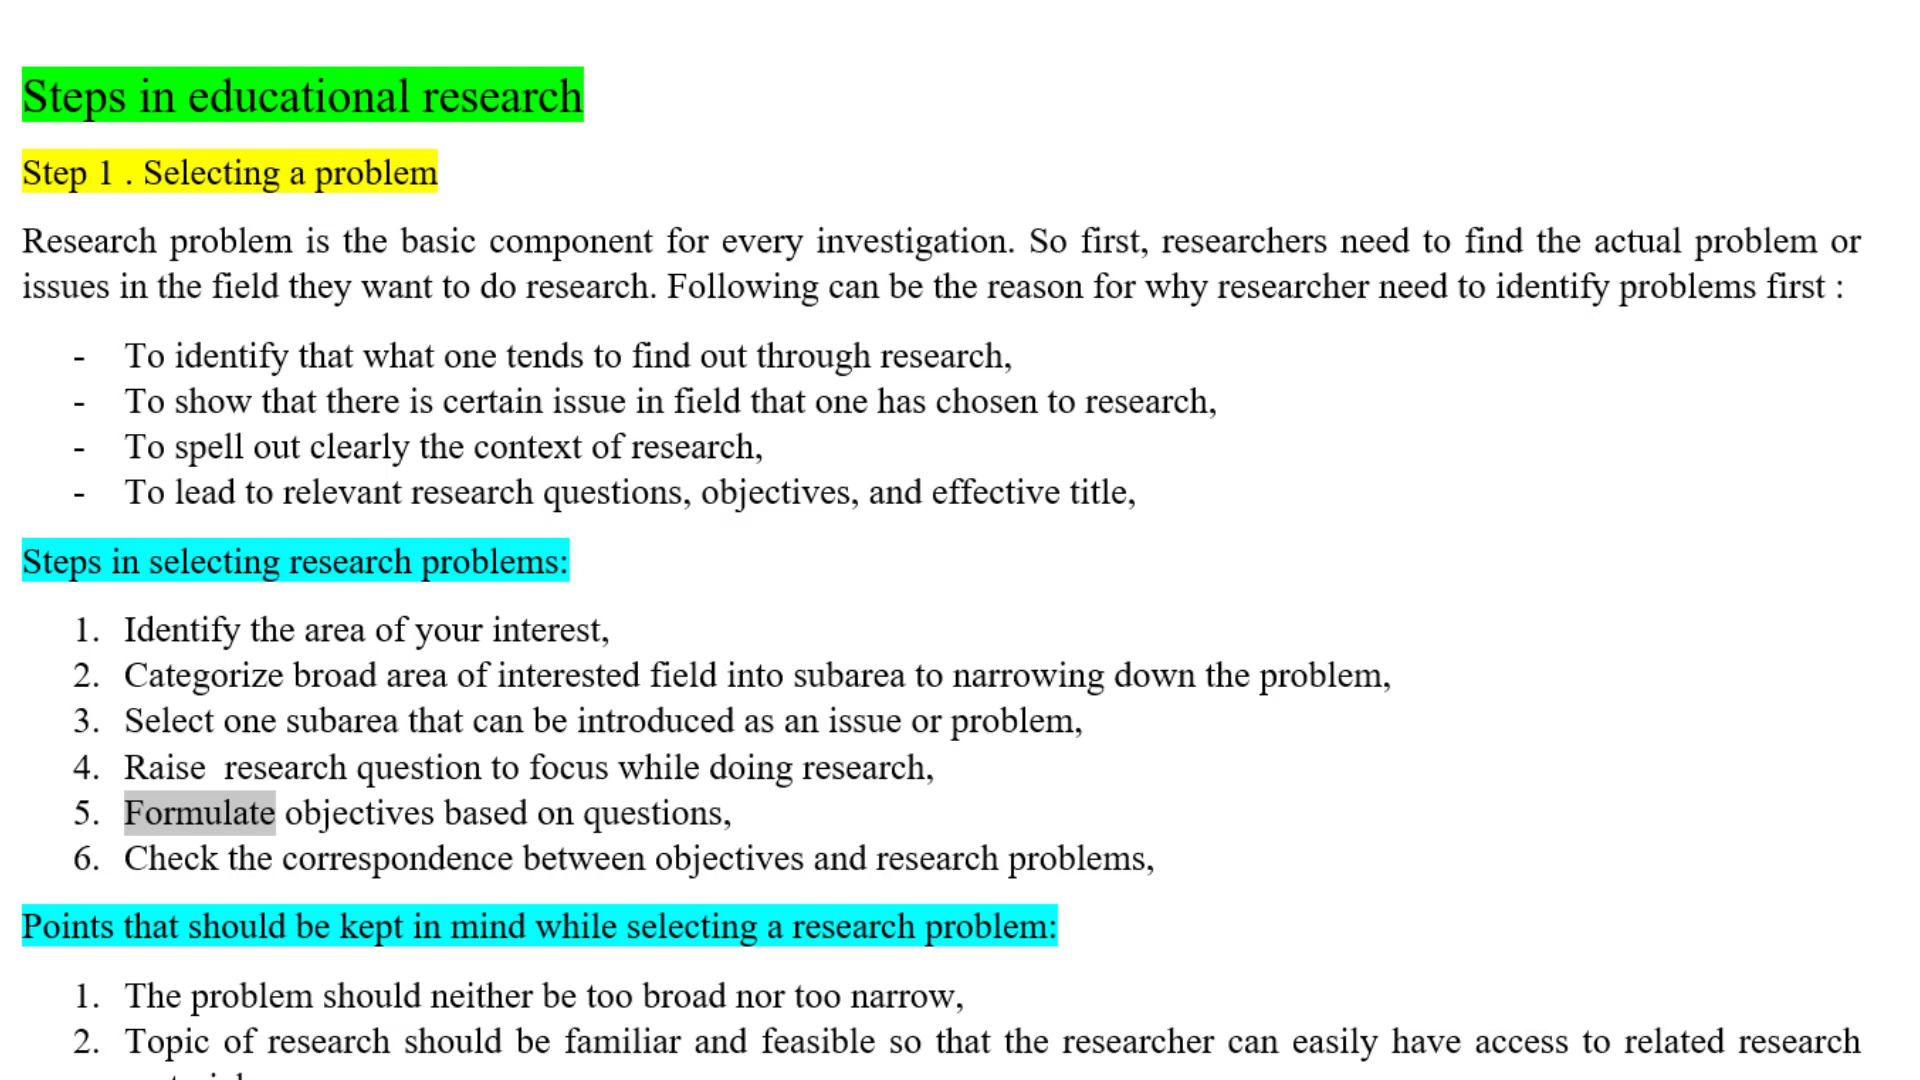 Steps in educational research
Step 1 . Selecting a problem
Research problem is the basic component for every investigation. So first, researchers need to find the actual problem or
issues in the field they want to do research. Following can be the reason for why researcher need to identify problems first :
- To identify that what one tends to find out through research,
- To show that there is certain issue in field that one has chosen to research,
- To spell out clearly the context of research,
- To lead to relevant research questions, objectives, and effective title,
Steps in selecting research problems:
1. Identify the area of your interest,
2. Categorize broad area of interested field into subarea to narrowing down the problem,
3. Select one subarea that can be introduced as an issue or problem,
4. Raise  research question to focus while doing research,
5. Formulate objectives based on questions,
6. Check the correspondence between objectives and research problems,
Points that should be kept in mind while selecting a research problem:
1. The problem should neither be too broad nor too narrow,
2. Topic of research should be familiar and feasible so that the researcher can easily have access to related research